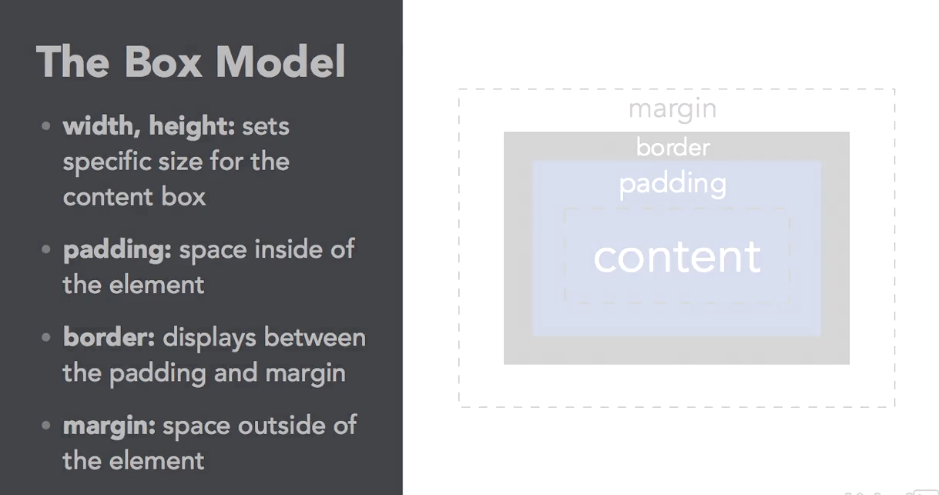 The Box Model
• width, height: sets
specific size for the
content box
• padding: space inside of
the element
• border: displays between
the padding and margin
• margin: space outside of
the element
margin
border
padding
content